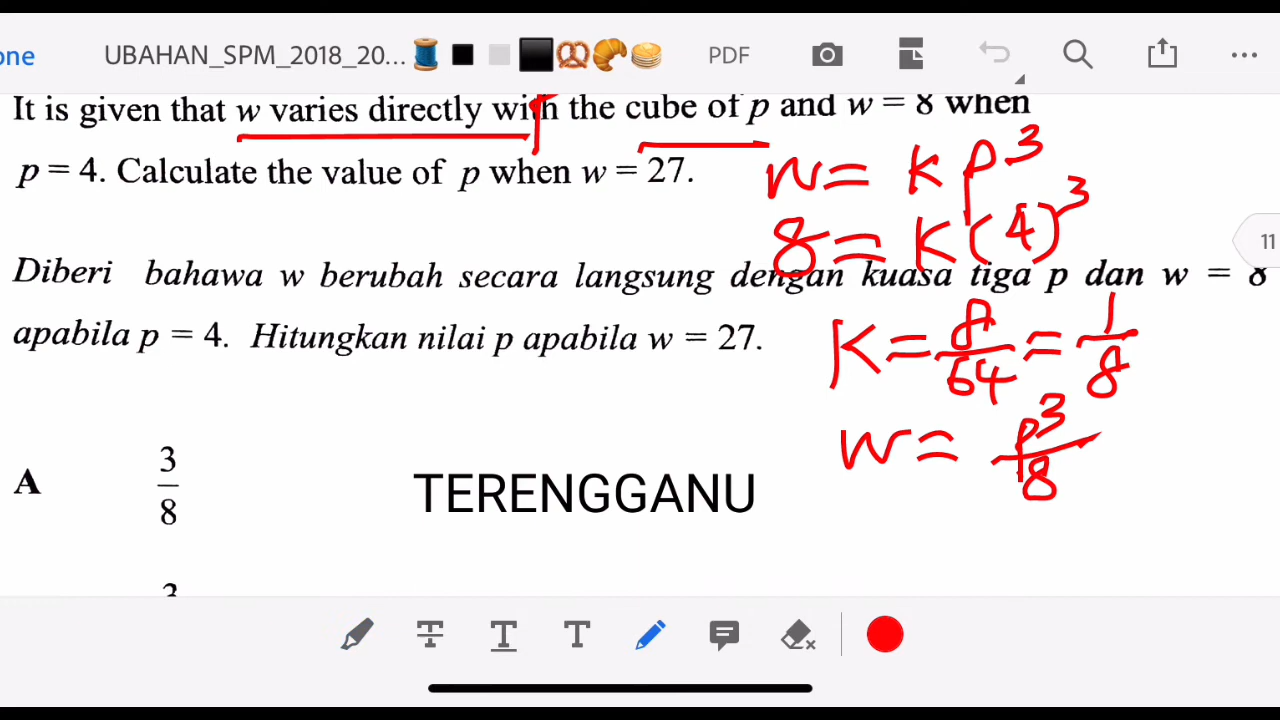 one
UBAHAN_SPM_2018_20...
PDF
It is given that w varies directly with the cube of p and w = 8 when
p = 4. Calculate the value of p when w = 27.
w = k p³
8 = k(4)³
11
Diberi bahawa w berubah secara langsung dengan kuasa tiga p dan w = 8
apabila p = 4. Hitungkan nilai p apabila w = 27.
K = 8/64 = 1/8
w = p³/8
A 3/8
TERENGGANU
T T T